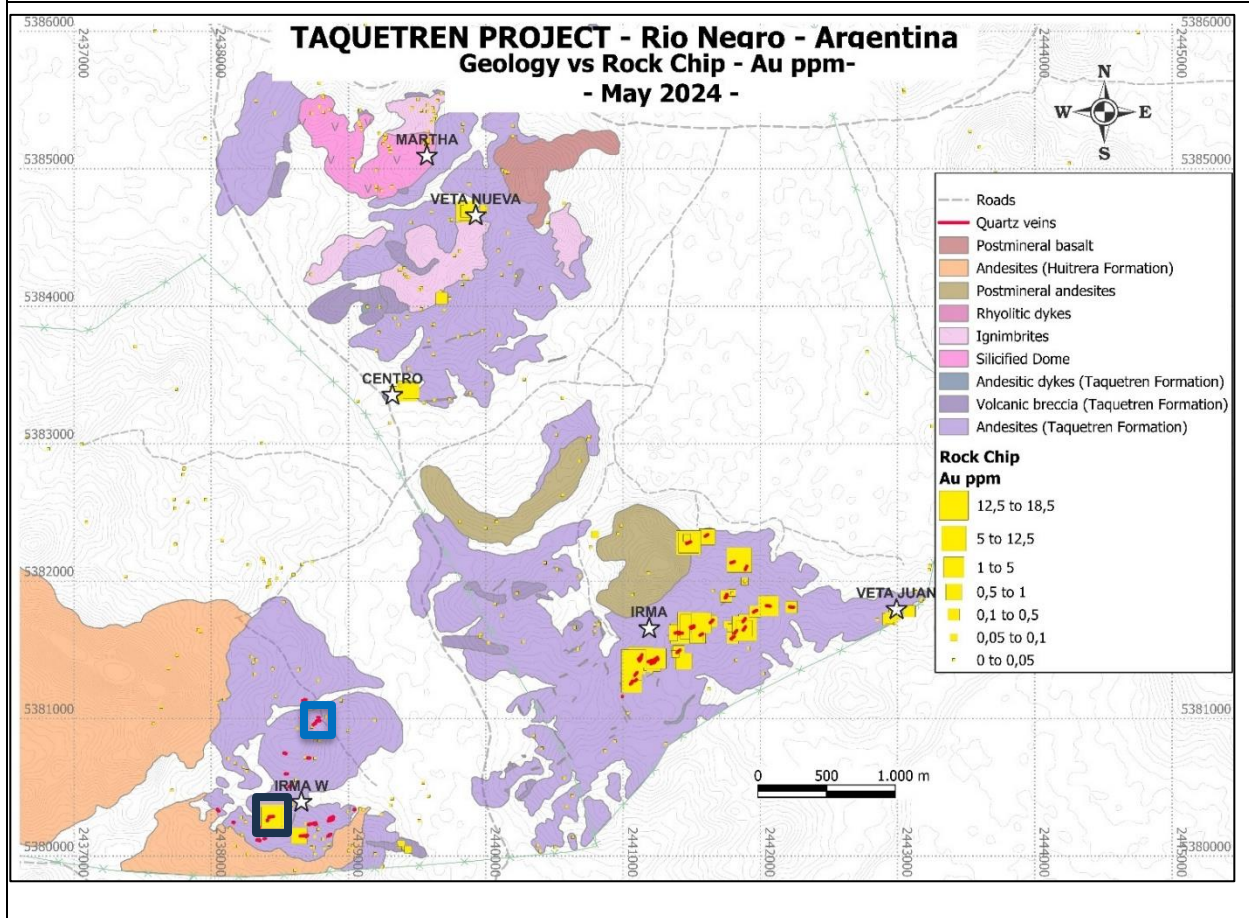 TAQUETREN PROJECT - Rio Negro - Argentina
Geology vs Rock Chip - Au ppm-
- May 2024 -
5386000
2437000
2438000
2444000
2445000
5386000
N
W
E
S
MARTHA
5385000
5385000
VETA NUEVA
Roads
Quartz veins
Postmineral basalt
Andesites (Huitrera Formation)
Postmineral andesites
Rhyolitic dykes
Ignimbrites
Silicified Dome
Andesitic dykes (Taquetren Formation)
Volcanic breccia (Taquetren Formation)
Andesites (Taquetren Formation)
Rock Chip
Au ppm
12,5 to 18,5
5 to 12,5
1 to 5
0,5 to 1
0,1 to 0,5
0,05 to 0,1
0 to 0,05
5384000
CENTRO
5383000
5382000
IRMA
VETA JUAN
5381000
5381000
0 500 1.000 m
IRMA W
5380000
5380000
2437000
2438000
2439000
2440000
2441000
2442000
2443000
2444000
2445000